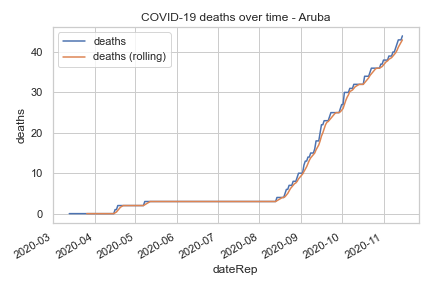 COVID-19 deaths over time - Aruba
deaths
deaths (rolling)
deaths
40
30
20
10
0
2020-03
2020-04
2020-05
2020-06
2020-07
2020-08
2020-09
2020-10
2020-11
dateRep